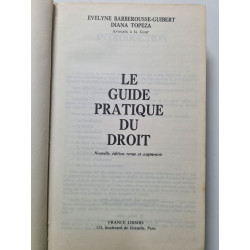 EVELYNE BARBEROUSSE-GUIBERT
DIANA TOPEZA
Avocats à la Cour
LE
GUIDE
PRATIQUE
DU
DROIT
Nouvelle édition revue et augmentée
FRANCE LOISIRS
123, boulevard de Grenelle, Paris